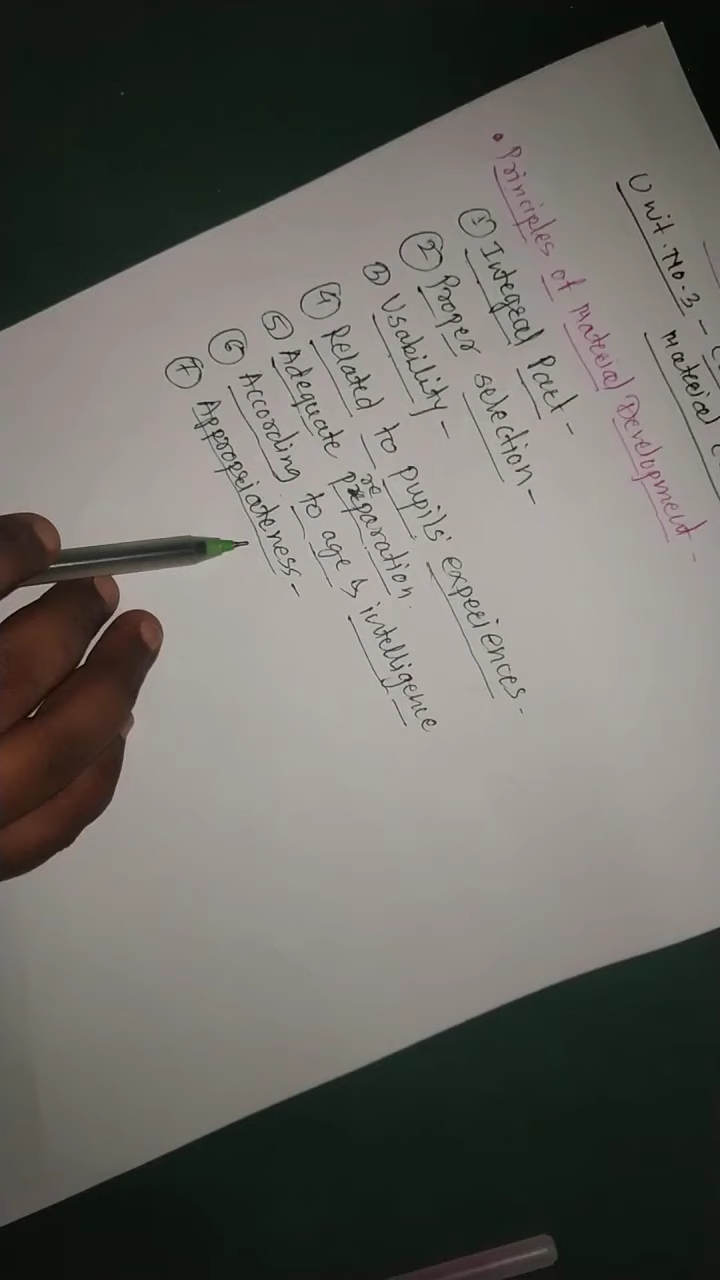 Unit.No.3 -
material
• Principles of Material Development -
① Integral Part -
② Proper selection -
③ Usability -
④ Related to pupils' experiences -
⑤ Adequate preparation.
⑥ According to age & intelligence
⑦ Appropriateness -